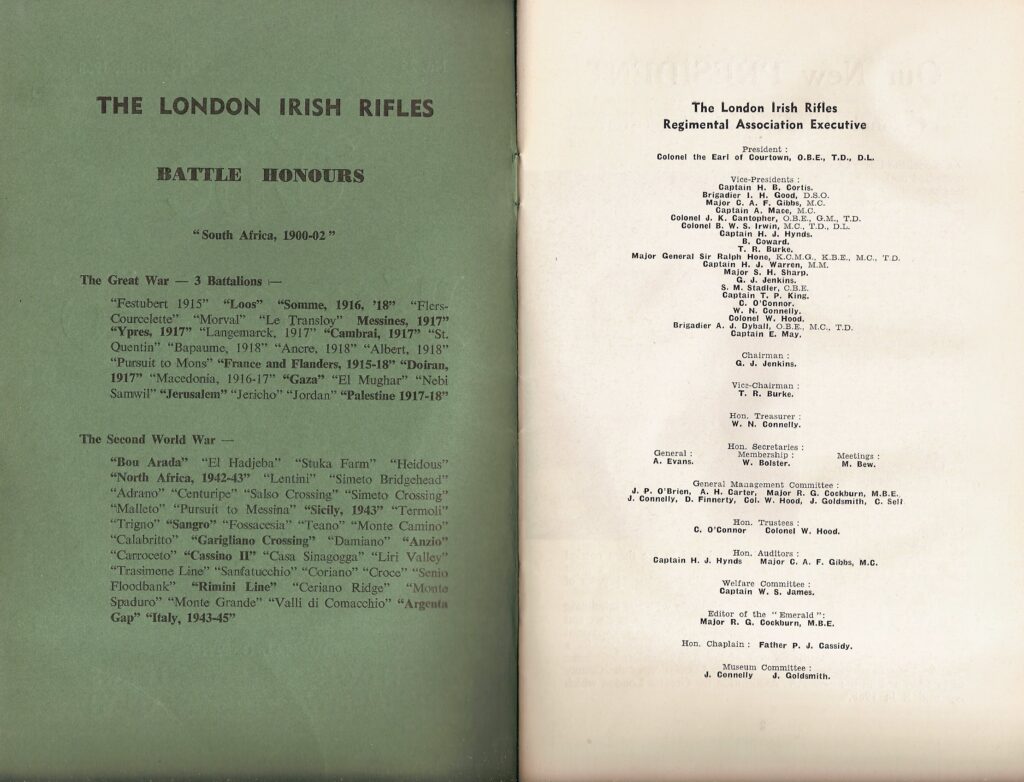 THE LONDON IRISH RIFLES
BATTLE HONOURS
"South Africa, 1900-02"
The Great War — 3 Battalions —
"Festubert 1915" "Loos" "Somme, 1916, '18" "Flers-
Courcelette" "Morval" "Le Transloy" Messines, 1917"
"Ypres, 1917" "Langemarck, 1917" "Cambrai, 1917" "St.
Quentin" "Bapaume, 1918" "Ancre, 1918" "Albert, 1918"
"Pursuit to Mons" "France and Flanders, 1915-18" "Doiran,
1917" "Macedonia, 1916-17" "Gaza" "El Mughar" "Nebi
Samwil" "Jerusalem" "Jericho" "Jordan" "Palestine 1917-18"
The Second World War —
"Bou Arada" "El Hadjeba" "Stuka Farm" "Heidous"
"North Africa, 1942-43" "Lentini" "Simeto Bridgehead"
"Adrano" "Centuripe" "Salso Crossing" "Simeto Crossing"
"Malleto" "Pursuit to Messina" "Sicily, 1943" "Termoli"
"Trigno" "Sangro" "Fossacesia" "Teano" "Monte Camino"
"Calabritto" "Garigliano Crossing" "Damiano" "Anzio"
"Carroceto" "Cassino II" "Casa Sinagogga" "Liri Valley"
"Trasimene Line" "Sanfatucchio" "Coriano" "Croce" "Senio
Floodbank" "Rimini Line" "Ceriano Ridge" "Monte
Spaduro" "Monte Grande" "Valli di Comacchio" "Argenta
Gap" "Italy, 1943-45"
The London Irish Rifles
Regimental Association Executive
President :
Colonel the Earl of Courtown, O.B.E., T.D., D.L.
Vice-Presidents :
Captain H. B. Cortis.
Brigadier I. H. Good, D.S.O.
Major C. A. F. Gibbs, M.C.
Captain A. Mace, M.C.
Colonel J. K. Cantopher, O.B.E., G.M., T.D.
Colonel B. W. S. Irwin, M.C., T.D., D.L.
Captain H. J. Hynds.
B. Coward.
T. R. Burke.
Major General Sir Ralph Hone, K.C.M.G., K.B.E., M.C., T.D.
Captain H. J. Warren, M.M.
Major S. H. Sharp.
G. J. Jenkins.
S. M. Stadler, C.B.E.
Captain T. P. King.
C. O'Connor.
W. N. Connelly.
Colonel W. Hood.
Brigadier A. J. Dyball, O.B.E., M.C., T.D.
Captain E. May.
Chairman :
G. J. Jenkins.
Vice-Chairman :
T. R. Burke.
Hon. Treasurer :
W. N. Connelly.
Hon. Secretaries :
General : Membership : Meetings :
A. Evans. W. Bolster. M. Bew.
General Management Committee :
J. P. O'Brien, A. H. Carter, Major R. G. Cockburn, M.B.E.
J. Connelly, D. Finnerty, Col. W. Hood, J. Goldsmith, C. Sell
Hon. Trustees :
C. O'Connor Colonel W. Hood.
Hon. Auditors :
Captain H. J. Hynds Major C. A. F. Gibbs, M.C.
Welfare Committee :
Captain W. S. James.
Editor of the "Emerald":
Major R. G. Cockburn, M.B.E.
Hon. Chaplain : Father P. J. Cassidy.
Museum Committee :
J. Connelly J. Goldsmith.